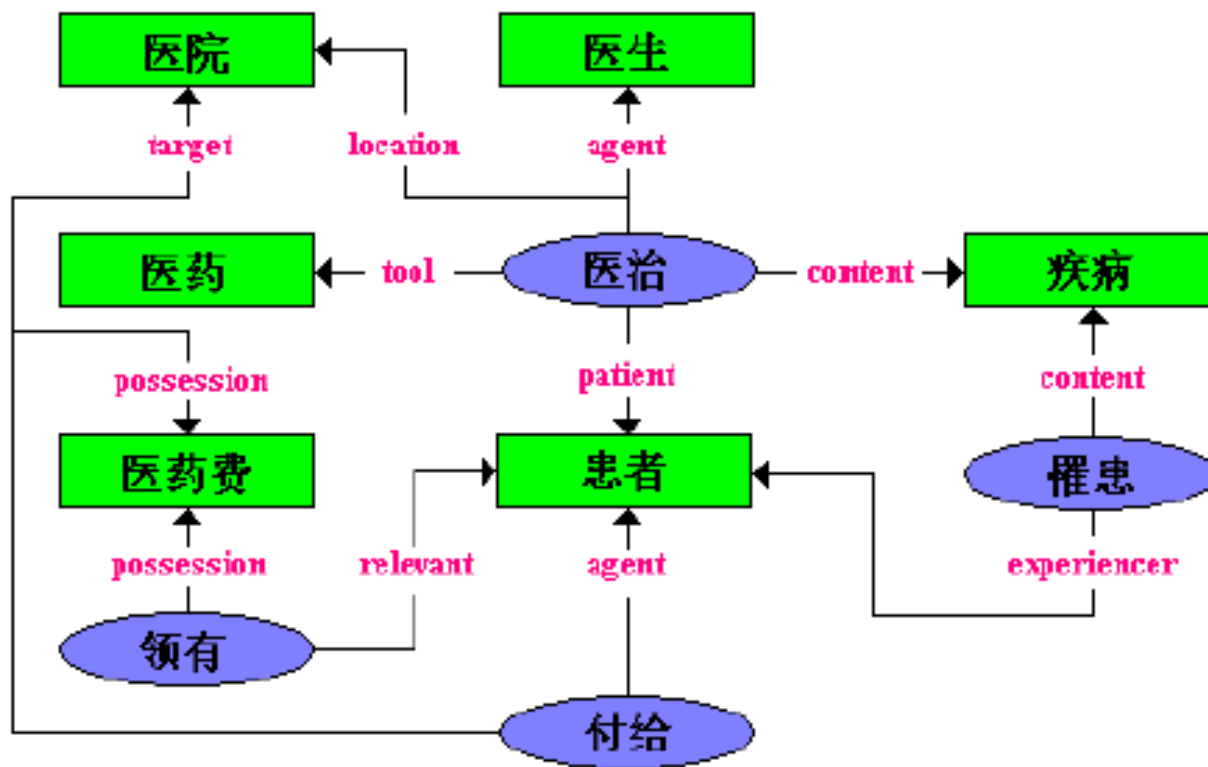 医院
医生
target
location
agent
医药
tool
医治
content
疾病
possession
patient
content
医药费
患者
罹患
possession
relevant
agent
experiencer
领有
付给